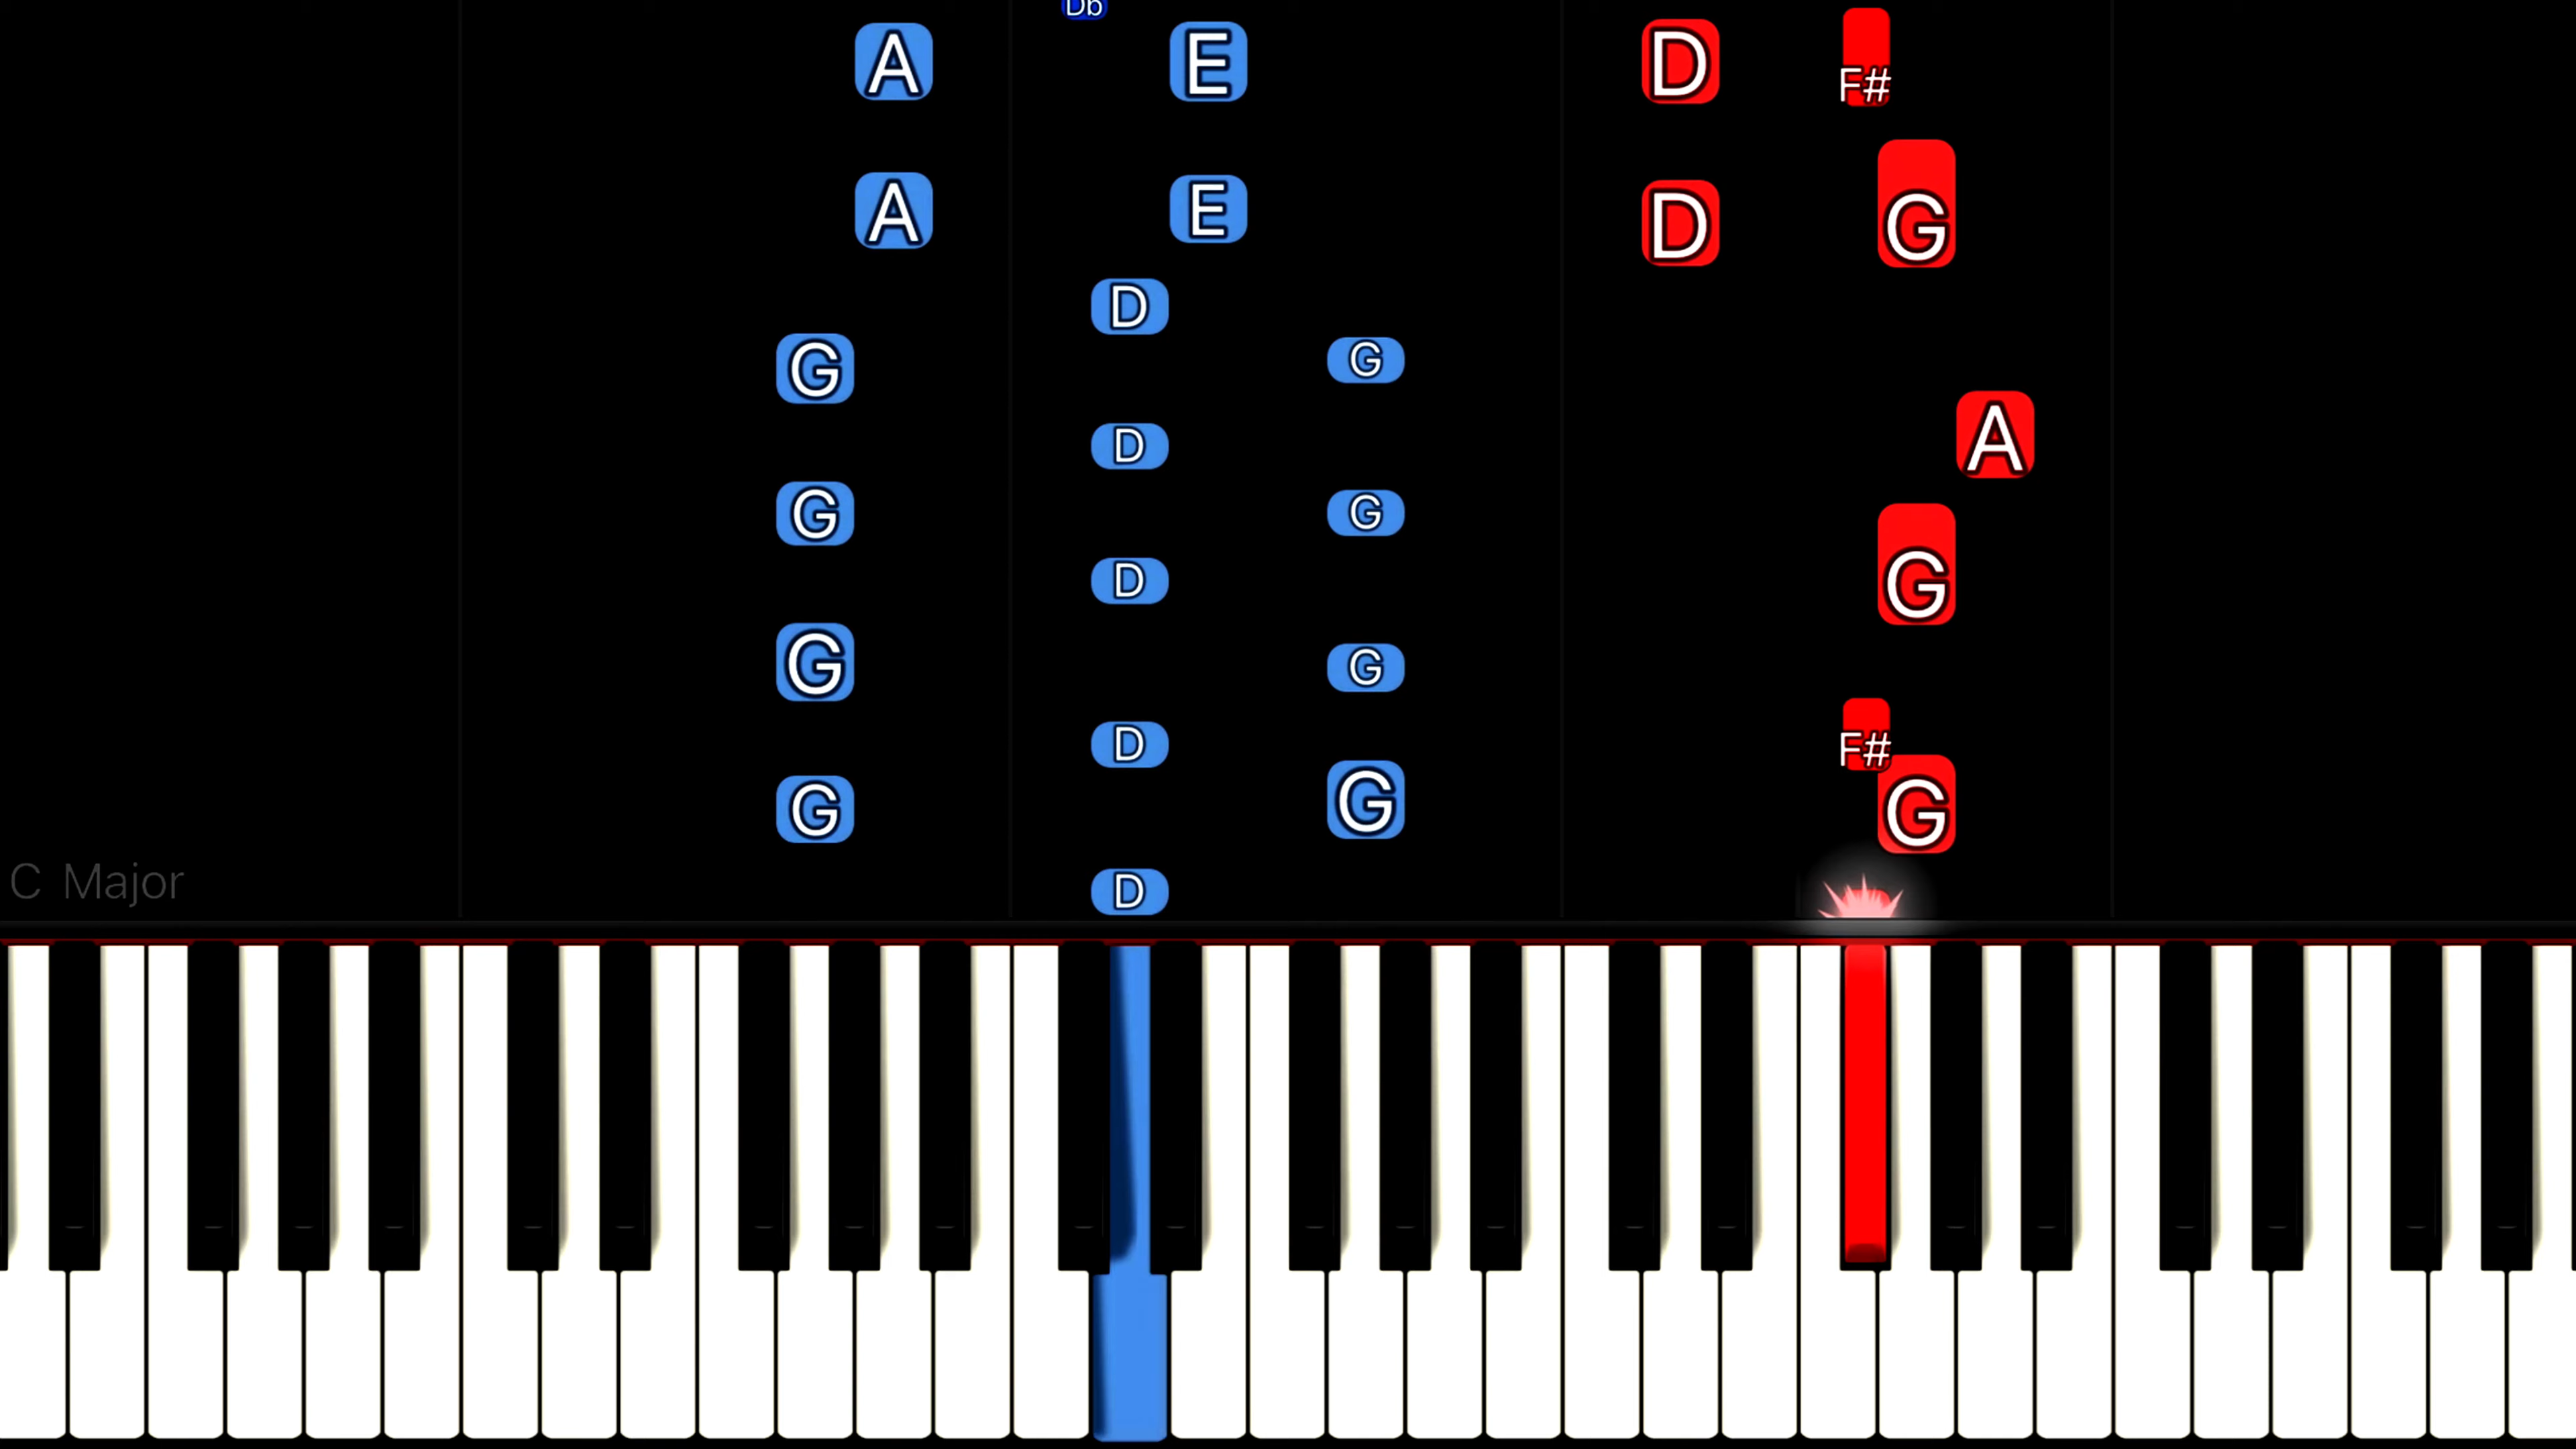 Db
A E D F#
A E D G
D
G G
D A
G G
D G
G G
D F#
G G G
C Major
D